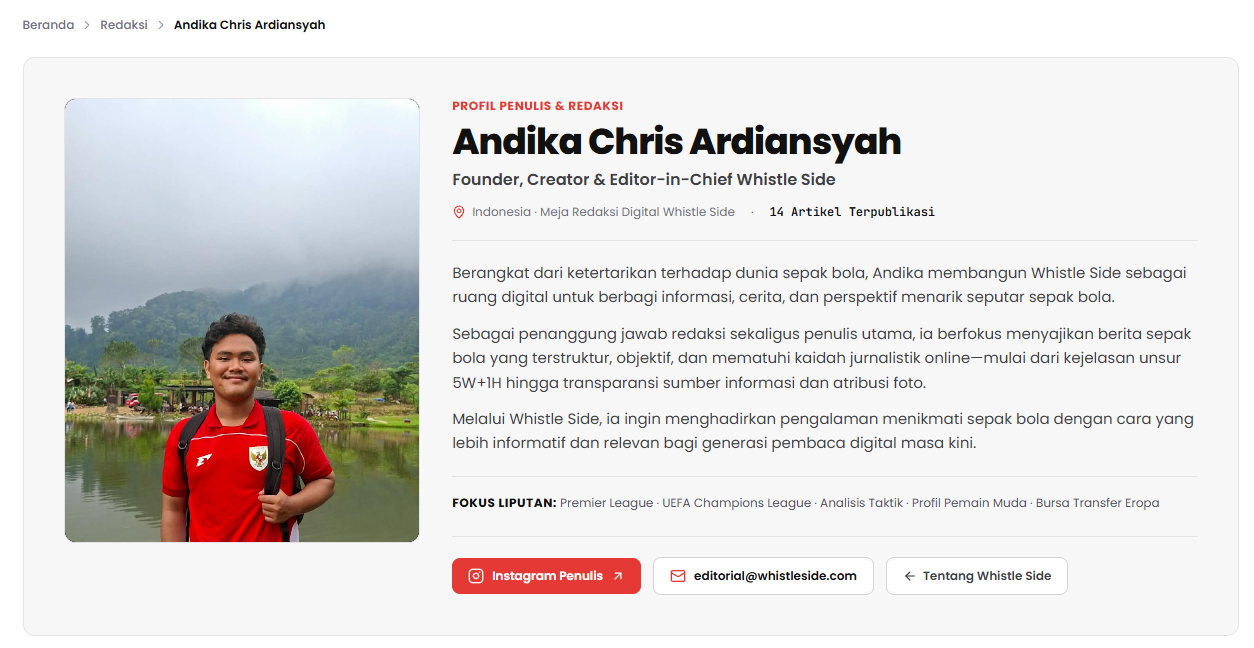 Beranda > Redaksi > Andika Chris Ardiansyah
PROFIL PENULIS & REDAKSI
Andika Chris Ardiansyah
Founder, Creator & Editor-in-Chief Whistle Side
Indonesia · Meja Redaksi Digital Whistle Side · 14 Artikel Terpublikasi
Berangkat dari ketertarikan terhadap dunia sepak bola, Andika membangun Whistle Side sebagai
ruang digital untuk berbagi informasi, cerita, dan perspektif menarik seputar sepak bola.
Sebagai penanggung jawab redaksi sekaligus penulis utama, ia berfokus menyajikan berita sepak
bola yang terstruktur, objektif, dan mematuhi kaidah jurnalistik online—mulai dari kejelasan unsur
5W+1H hingga transparansi sumber informasi dan atribusi foto.
Melalui Whistle Side, ia ingin menghadirkan pengalaman menikmati sepak bola dengan cara yang
lebih informatif dan relevan bagi generasi pembaca digital masa kini.
FOKUS LIPUTAN: Premier League · UEFA Champions League · Analisis Taktik · Profil Pemain Muda · Bursa Transfer Eropa
Instagram Penulis ↗
editorial@whistleside.com
← Tentang Whistle Side